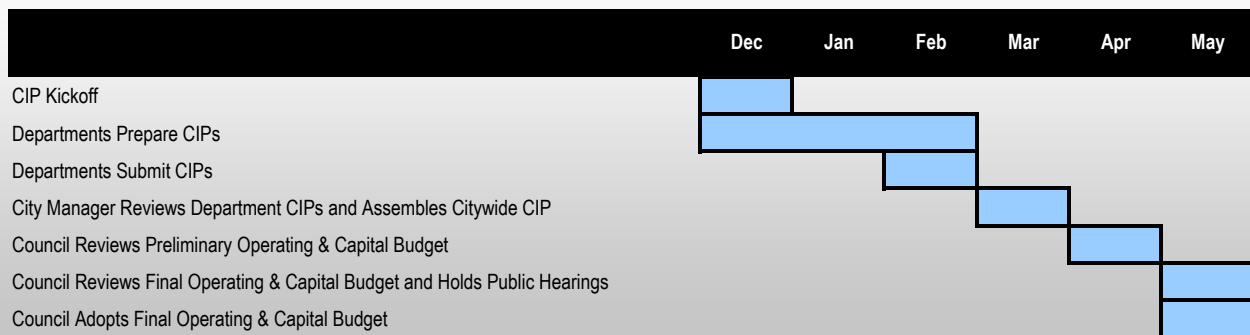 Dec Jan Feb Mar Apr May
CIP Kickoff
Departments Prepare CIPs
Departments Submit CIPs
City Manager Reviews Department CIPs and Assembles Citywide CIP
Council Reviews Preliminary Operating & Capital Budget
Council Reviews Final Operating & Capital Budget and Holds Public Hearings
Council Adopts Final Operating & Capital Budget